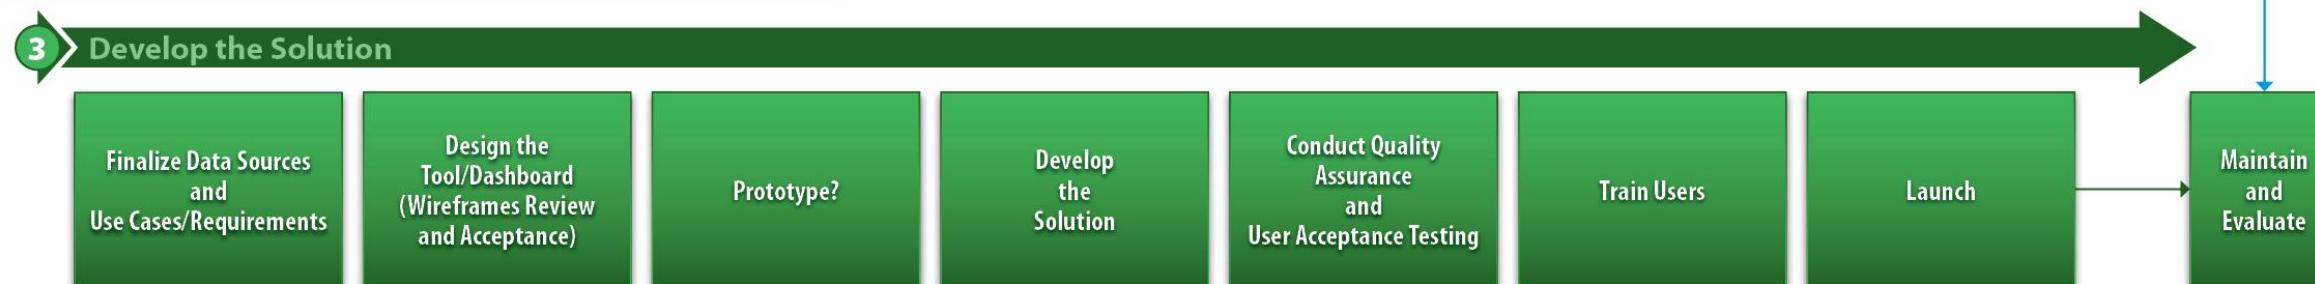 3
Develop the Solution
Finalize Data Sources
and
Use Cases/Requirements
Design the
Tool/Dashboard
(Wireframes Review
and Acceptance)
Prototype?
Develop
the
Solution
Conduct Quality
Assurance
and
User Acceptance Testing
Train Users
Launch
Maintain
and
Evaluate